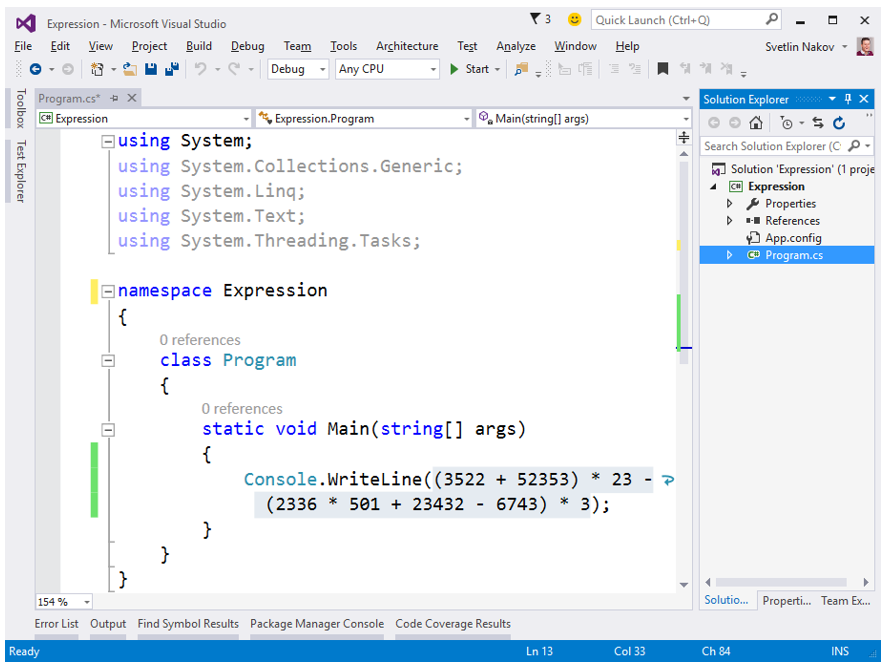 Expression - Microsoft Visual Studio
3
Quick Launch (Ctrl+Q)
File Edit View Project Build Debug Team Tools Architecture Test Analyze Window Help
Svetlin Nakov
Debug Any CPU Start
Toolbox
Test Explorer
Program.cs*
C# Expression Expression.Program Main(string[] args)
using System;
using System.Collections.Generic;
using System.Linq;
using System.Text;
using System.Threading.Tasks;
namespace Expression
{
0 references
class Program
{
0 references
static void Main(string[] args)
{
Console.WriteLine((3522 + 52353) * 23 -
(2336 * 501 + 23432 - 6743) * 3);
}
}
}
154 %
Solution Explorer
Search Solution Explorer (C
Solution 'Expression' (1 proje
C# Expression
Properties
References
App.config
C# Program.cs
Solutio... Properti... Team Ex...
Error List Output Find Symbol Results Package Manager Console Code Coverage Results
Ready Ln 13 Col 33 Ch 84 INS